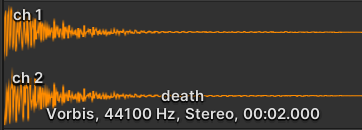 ch 1
ch 2
death
Vorbis, 44100 Hz, Stereo, 00:02.000